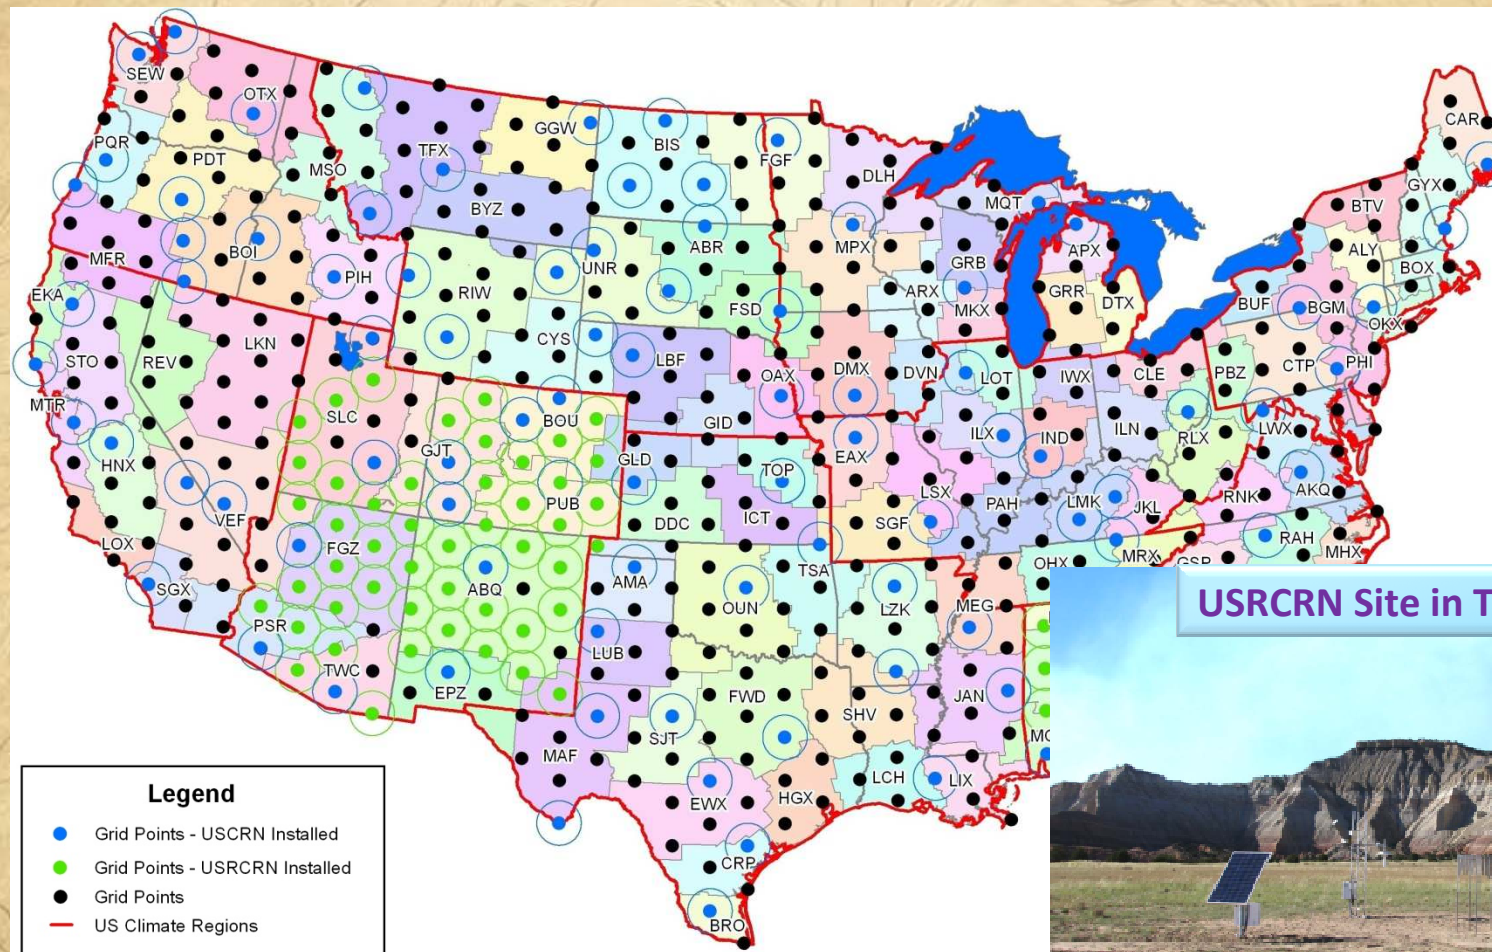 SEW
OTX
PQR
PDT
MSO
TFX
GGW
BIS
FGF
DLH
MQT
CAR
GYX
BTV
BYZ
MFR
BOI
PIH
UNR
ABR
MPX
GRB
APX
ALY
BOX
EKA
RIW
FSD
ARX
MKX
GRR
DTX
BUF
BGM
OKX
STO
REV
LKN
CYS
LBF
OAX
DMX
DVN
LOT
IWX
CLE
PBZ
CTP
PHI
MTR
SLC
BOU
GID
HNX
GJT
GLD
TOP
EAX
ILX
IND
ILN
RLX
LWX
VEF
PUB
DDC
ICT
LSX
PAH
LMK
JKL
RNK
AKQ
LOX
FGZ
SGF
MRX
RAH
MHX
SGX
ABQ
AMA
OUN
TSA
LZK
MEG
OHX
GSP
PSR
TWC
EPZ
LUB
FWD
SHV
JAN
MAF
SJT
LCH
LIX
EWX
HGX
CRP
BRO
USRCRN Site in T
Legend
Grid Points - USCRN Installed
Grid Points - USRCRN Installed
Grid Points
US Climate Regions